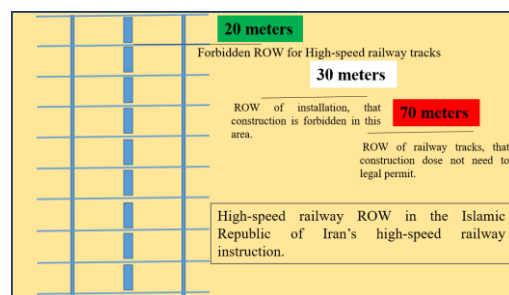 20 meters
Forbidden ROW for High-speed railway tracks
30 meters
ROW of installation, that
construction is forbidden in this
area.
70 meters
ROW of railway tracks, that
construction dose not need to
legal permit.
High-speed railway ROW in the Islamic
Republic of Iran's high-speed railway
instruction.